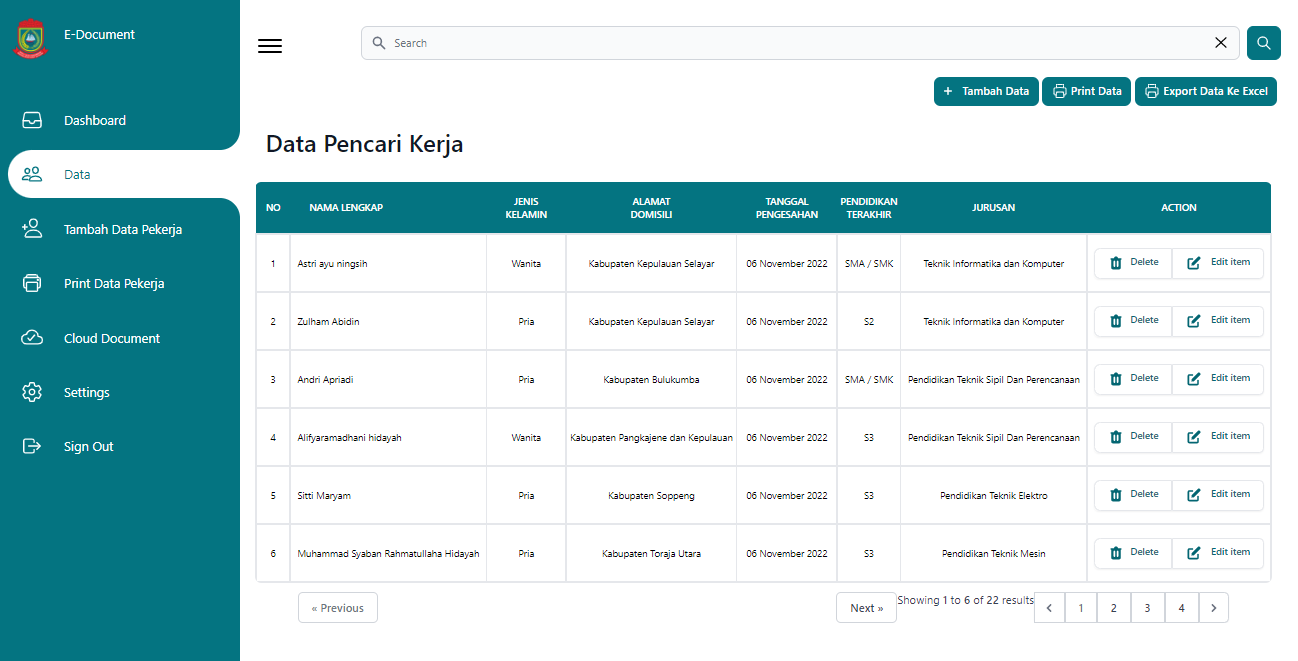 E-Document
Search
+ Tambah Data
Print Data
Export Data Ke Excel
Dashboard
Data
Tambah Data Pekerja
Print Data Pekerja
Cloud Document
Settings
Sign Out
Data Pencari Kerja
NO NAMA LENGKAP JENIS KELAMIN ALAMAT DOMISILI TANGGAL PENGESAHAN PENDIDIKAN TERAKHIR JURUSAN ACTION
1 Astri ayu ningsih Wanita Kabupaten Kepulauan Selayar 06 November 2022 SMA / SMK Teknik Informatika dan Komputer Delete Edit item
2 Zulham Abidin Pria Kabupaten Kepulauan Selayar 06 November 2022 S2 Teknik Informatika dan Komputer Delete Edit item
3 Andri Apriadi Pria Kabupaten Bulukumba 06 November 2022 SMA / SMK Pendidikan Teknik Sipil Dan Perencanaan Delete Edit item
4 Alifyaramadhani hidayah Wanita Kabupaten Pangkajene dan Kepulauan 06 November 2022 S3 Pendidikan Teknik Sipil Dan Perencanaan Delete Edit item
5 Sitti Maryam Pria Kabupaten Soppeng 06 November 2022 S3 Pendidikan Teknik Elektro Delete Edit item
6 Muhammad Syaban Rahmatullaha Hidayah Pria Kabupaten Toraja Utara 06 November 2022 S3 Pendidikan Teknik Mesin Delete Edit item
« Previous Next » Showing 1 to 6 of 22 results 1 2 3 4